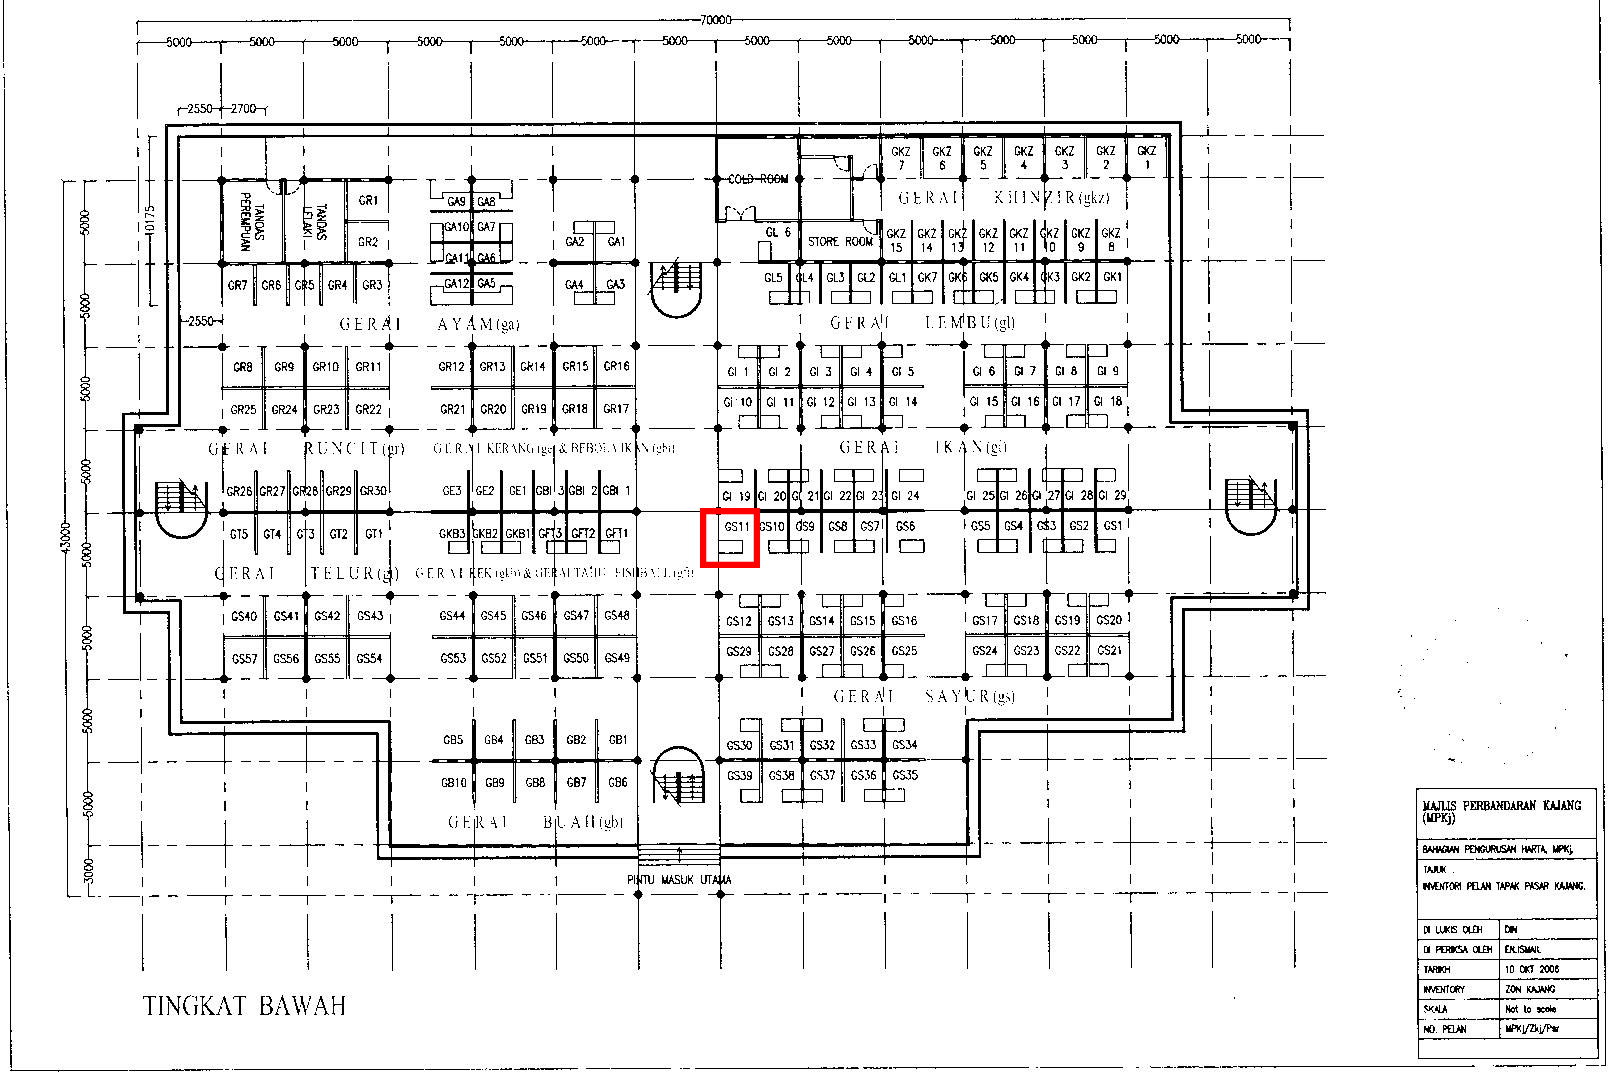 70000
5000 5000 5000 5000 5000 5000 5000 5000 5000 5000 5000 5000 5000 5000
2550 2700
GKZ 7 GKZ 6 GKZ 5 GKZ 4 GKZ 3 GKZ 2 GKZ 1
COLD ROOM
GERAI KHINZIR(gkz)
TANDAS PEREMPUAN
TANDAS LELAKI
GR1
GR2
GA9 GA8
GA10 GA7
GA11 GA6
GA12 GA5
GA2 GA1
GA4 GA3
GL 6
STORE ROOM
GKZ 15 GKZ 14 GKZ 13 GKZ 12 GKZ 11 GKZ 10 GKZ 9 GKZ 8
10175
GR7 GR6 GR5 GR4 GR3
GL5 GL4 GL3 GL2 GL1 GK7 GK6 GK5 GK4 GK3 GK2 GK1
2550
GERAI AYAM(ga)
GERAI LEMBU(gl)
GR8 GR9 GR10 GR11 GR12 GR13 GR14 GR15 GR16
GI 1 GI 2 GI 3 GI 4 GI 5 GI 6 GI 7 GI 8 GI 9
GR25 GR24 GR23 GR22 GR21 GR20 GR19 GR18 GR17
GI 10 GI 11 GI 12 GI 13 GI 14 GI 15 GI 16 GI 17 GI 18
GERAI RUNCIT(gr)
GERAI KERANG(ge) & BEBOLA IKAN(gbi)
GERAI IKAN(gi)
GR26 GR27 GR28 GR29 GR30 GE3 GE2 GE1 GBI 3 GBI 2 GBI 1
GI 19 GI 20 GI 21 GI 22 GI 23 GI 24 GI 25 GI 26 GI 27 GI 28 GI 29
GT5 GT4 GT3 GT2 GT1 GKB3 GKB2 GKB1 GFT3 GFT2 GFT1
GS11 GS10 GS9 GS8 GS7 GS6 GS5 GS4 GS3 GS2 GS1
GERAI TELUR(gt)
GERAI
5000 5000 5000 5000 5000 5000 5000 5000 3000
43000
GS40 GS41 GS42 GS43 GS44 GS45 GS46 GS47 GS48
GS12 GS13 GS14 GS15 GS16 GS17 GS18 GS19 GS20
GS57 GS56 GS55 GS54 GS53 GS52 GS51 GS50 GS49
GS29 GS28 GS27 GS26 GS25 GS24 GS23 GS22 GS21
GERAI SAYUR(gs)
GB5 GB4 GB3 GB2 GB1
GS30 GS31 GS32 GS33 GS34
GB10 GB9 GB8 GB7 GB6
GS39 GS38 GS37 GS36 GS35
GERAI BUAH(gb)
PINTU MASUK UTAMA
TINGKAT BAWAH
MAJLIS PERBANDARAN KAJANG
(MPKj)
BAHAGIAN PENGURUSAN HARTA, MPKj,
TAJUK :
INVENTORI PELAN TAPAK PASAR KAJANG.
DI LUKIS OLEH DIN
DI PERIKSA OLEH EN.ISMAIL
TARIKH 10 OKT 2006
INVENTORY ZON KAJANG
SKALA Not to scale
NO. PELAN MPKj/Zkj/Psr